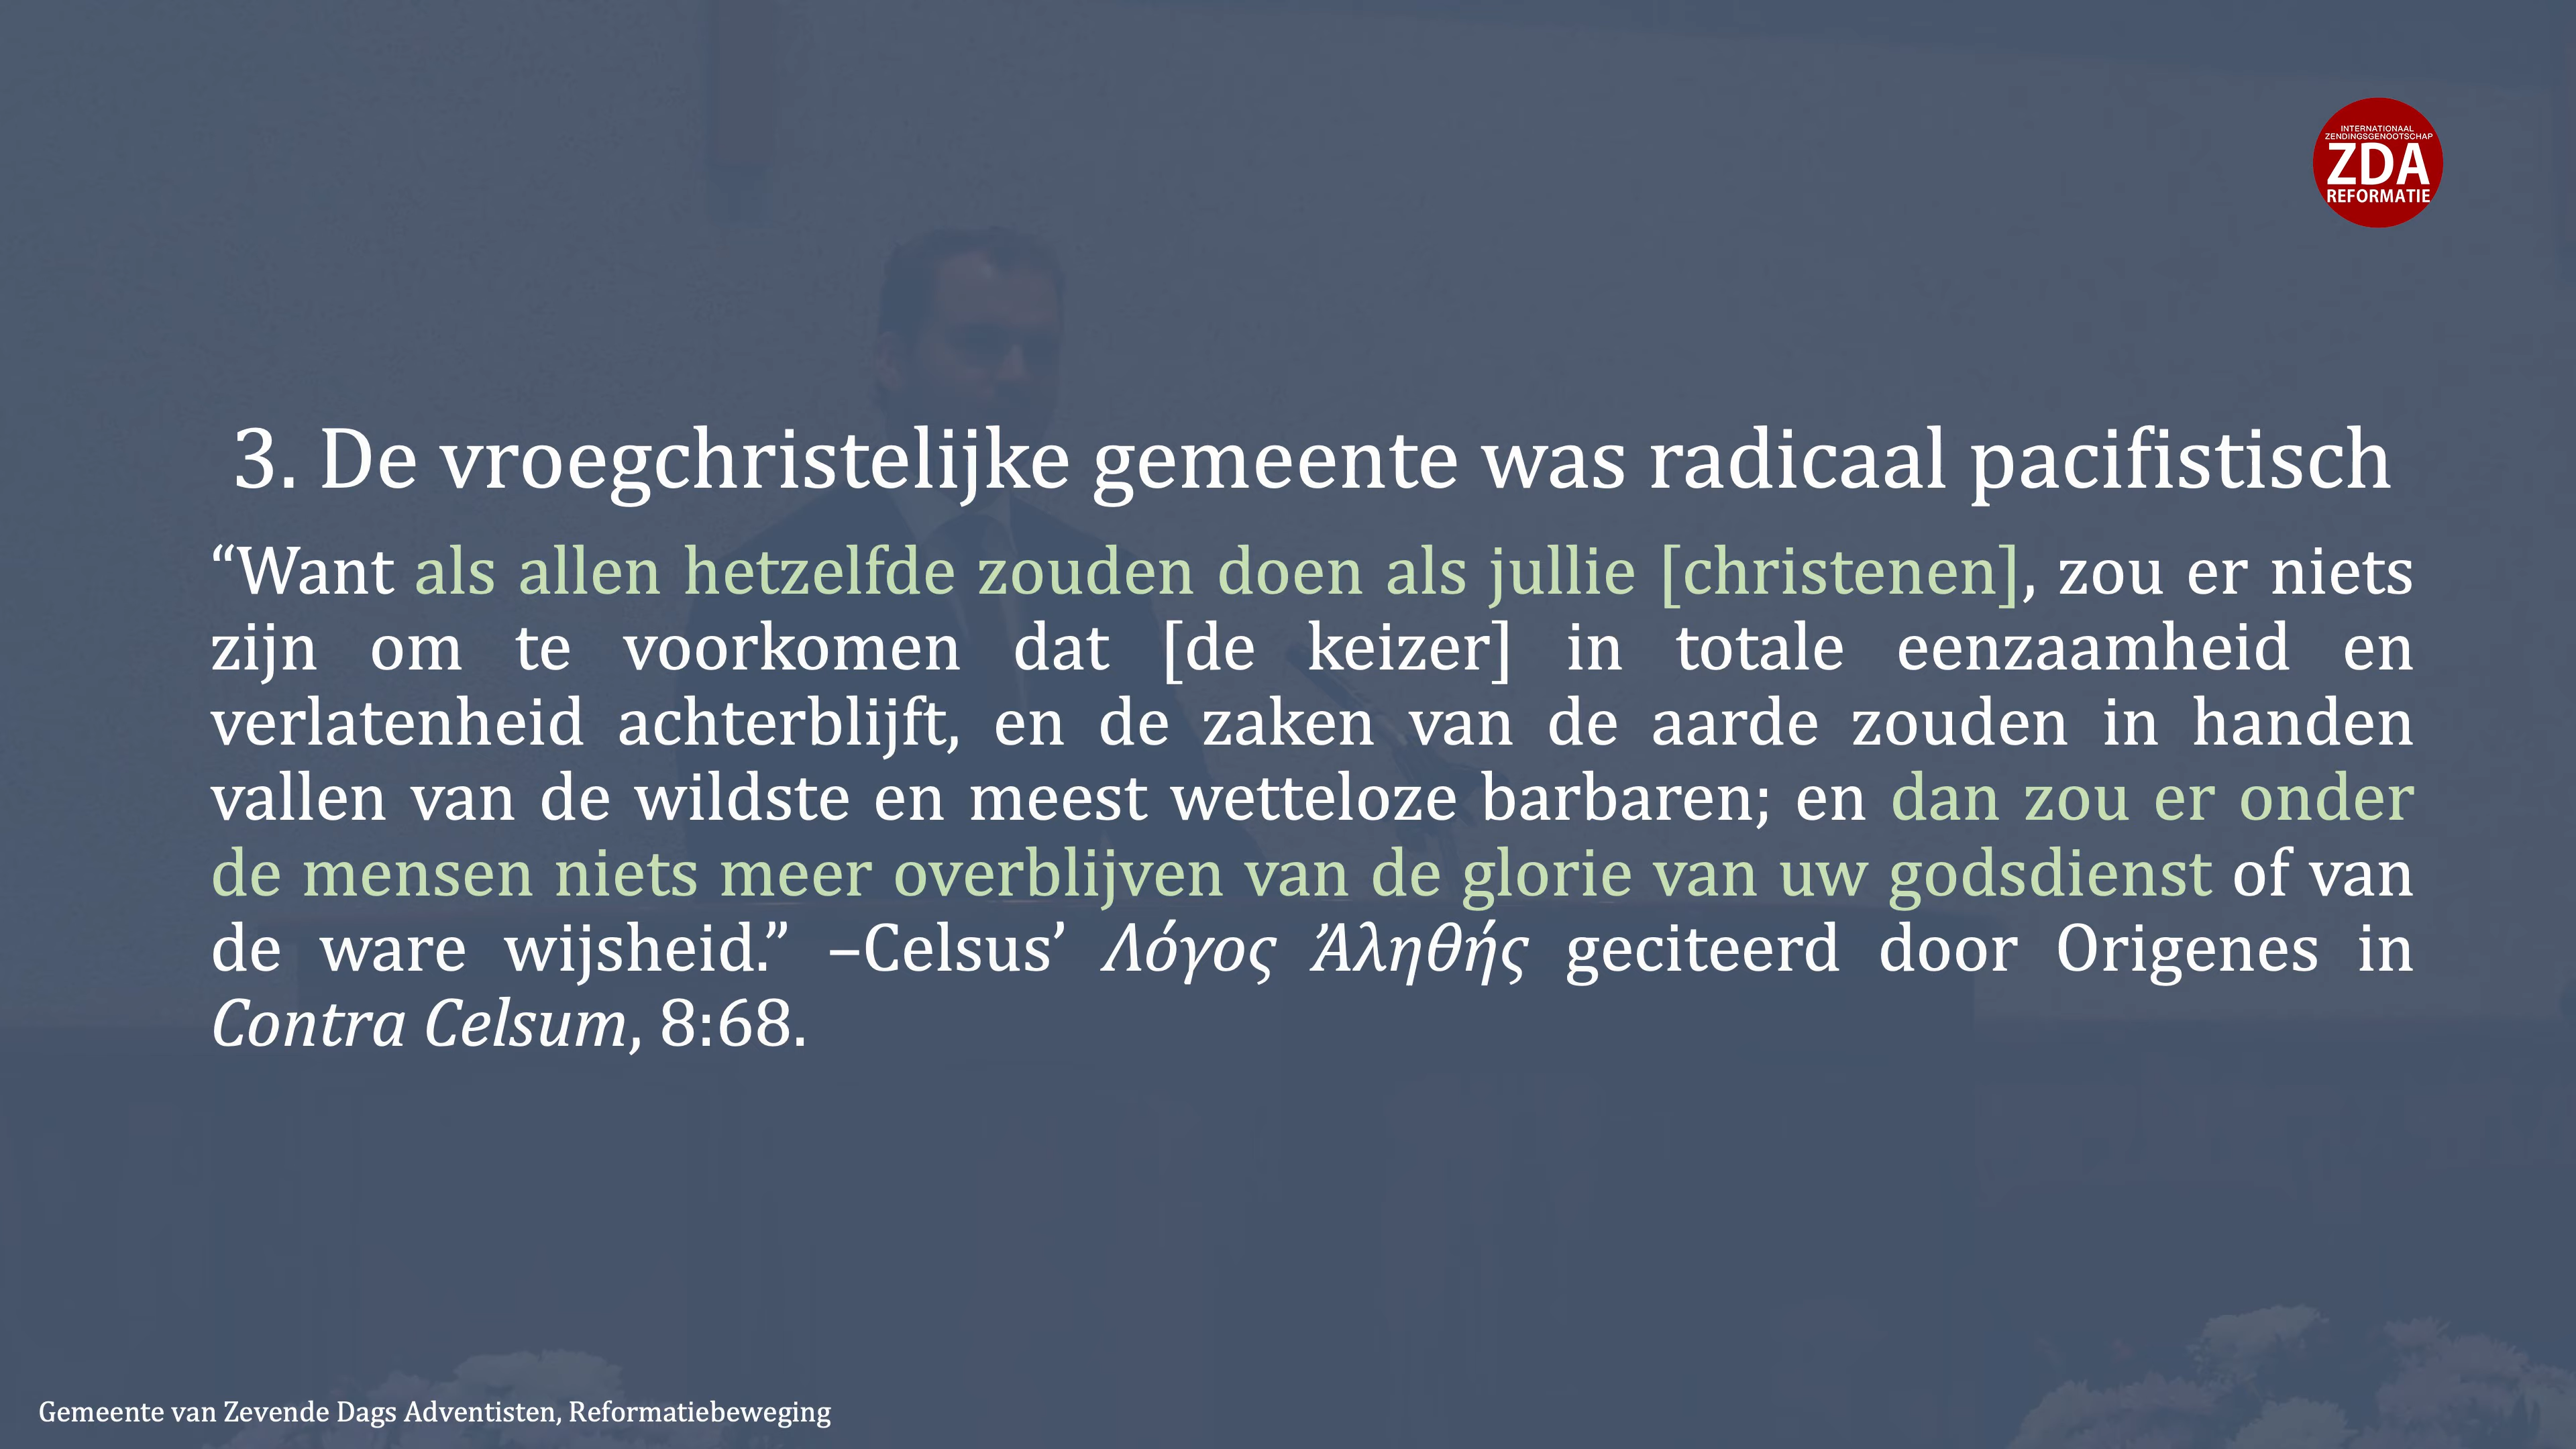 INTERNATIONAAL
ZENDINGSGENOOTSCHAP
ZDA
REFORMATIE
3. De vroegchristelijke gemeente was radicaal pacifistisch
“Want als allen hetzelfde zouden doen als jullie [christenen], zou er niets
zijn om te voorkomen dat [de keizer] in totale eenzaamheid en
verlatenheid achterblijft, en de zaken van de aarde zouden in handen
vallen van de wildste en meest wetteloze barbaren; en dan zou er onder
de mensen niets meer overblijven van de glorie van uw godsdienst of van
de ware wijsheid.” –Celsus’ Λόγος Ἀληθής geciteerd door Origenes in
Contra Celsum, 8:68.
Gemeente van Zevende Dags Adventisten, Reformatiebeweging